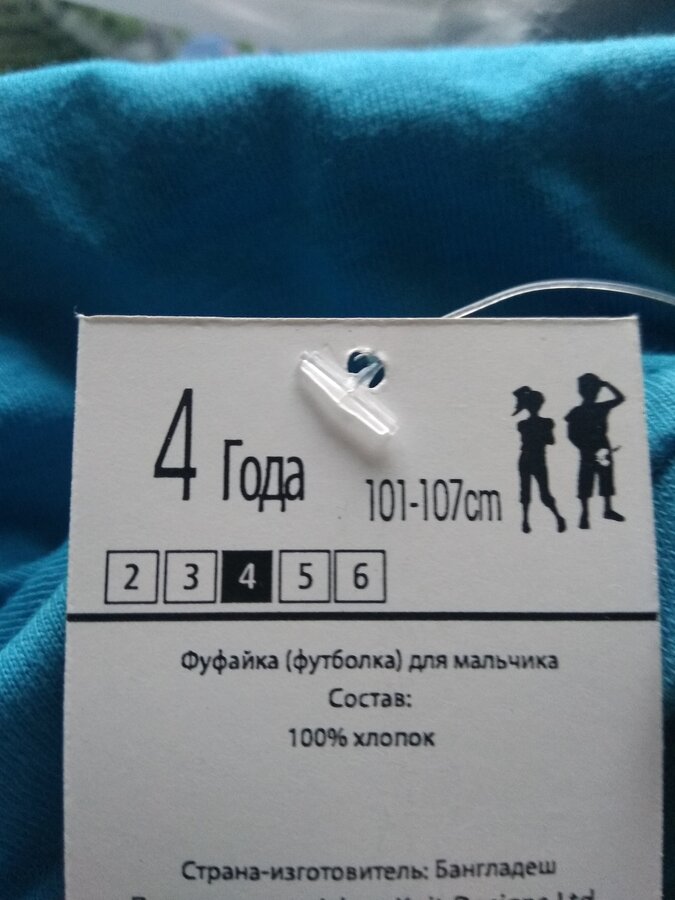 4 Года
101-107cm
2 3 4 5 6
Фуфайка (футболка) для мальчика
Состав:
100% хлопок
Страна-изготовитель: Бангладеш